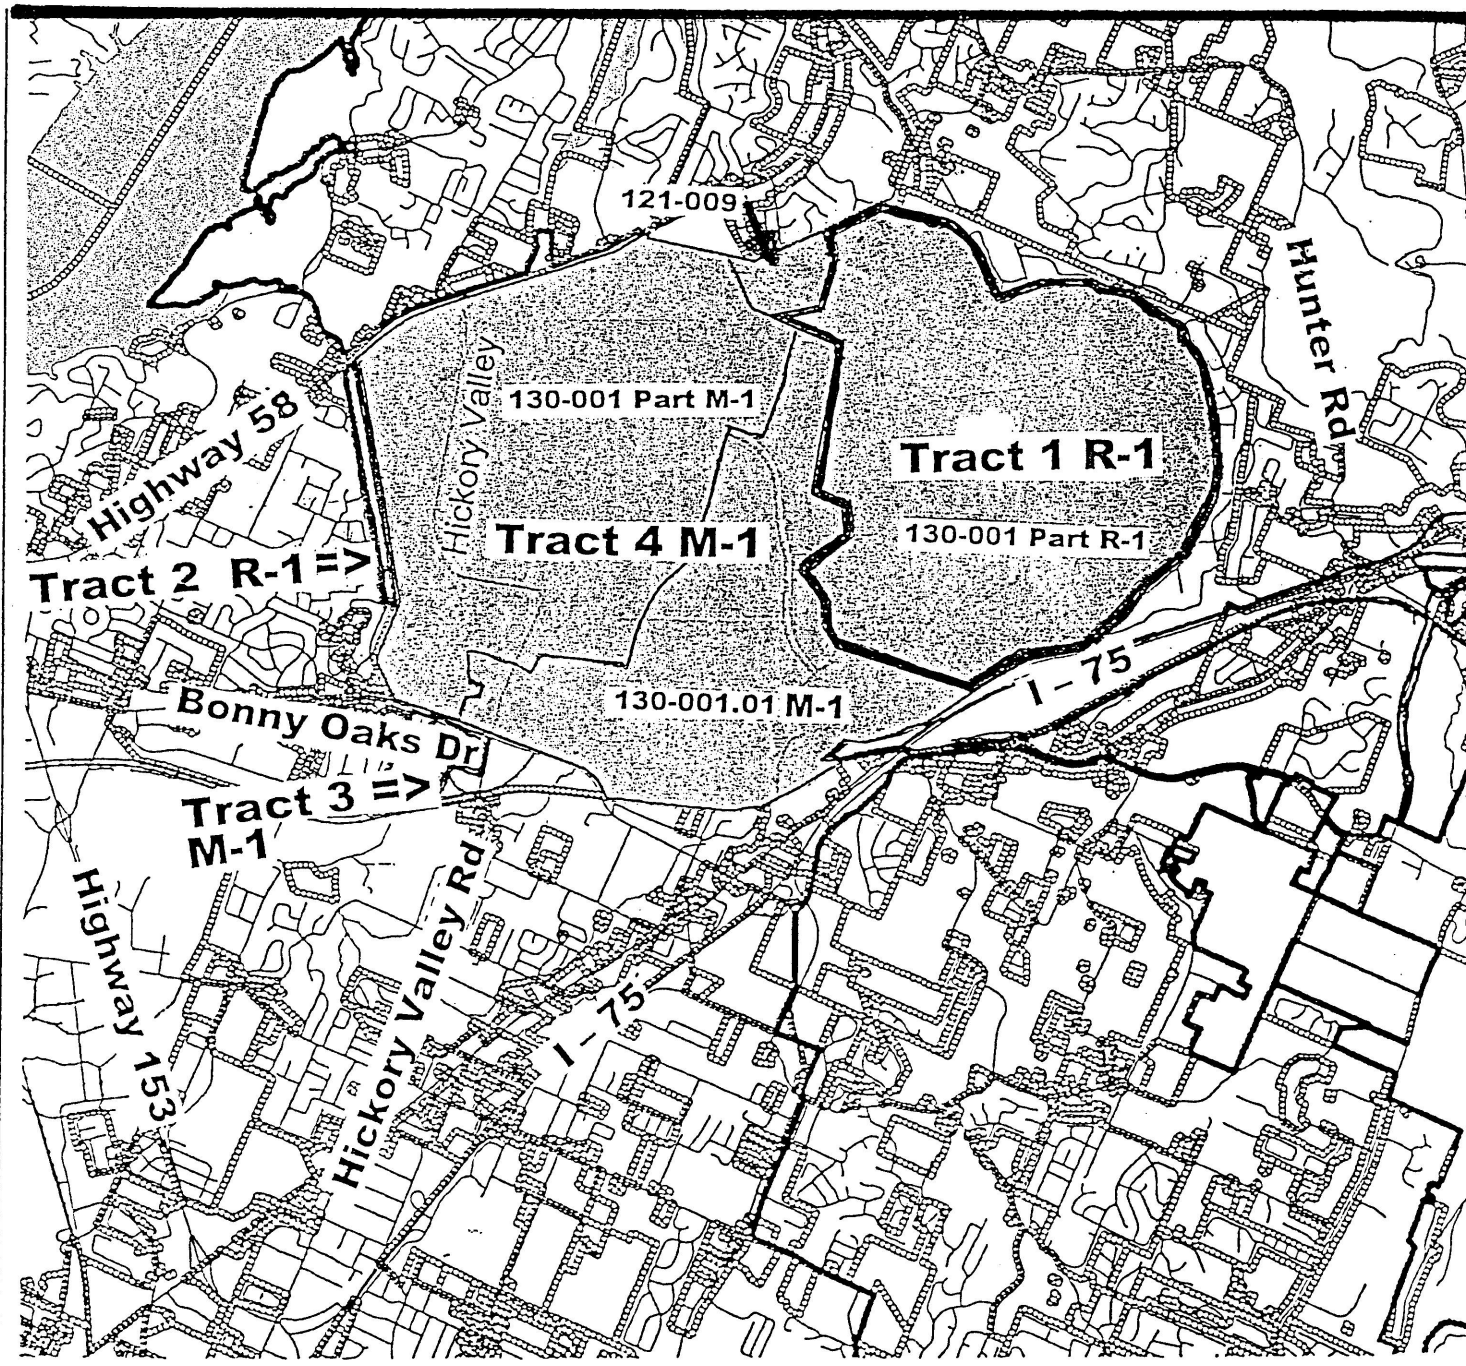 121-009
Hunter Rd
130-001 Part M-1
Hickory Valley
Highway 58
Tract 1 R-1
Tract 4 M-1
130-001 Part R-1
Tract 2 R-1 =>
I - 75
130-001.01 M-1
Bonny Oaks Dr
Tract 3 =>
M-1
Highway 153
Hickory Valley Rd
I - 75